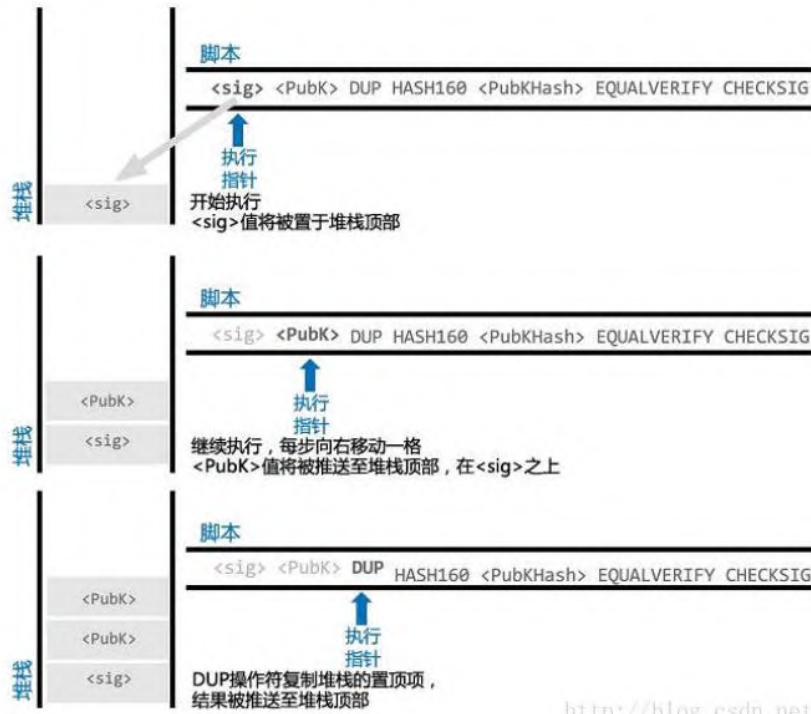 脚本
<sig> <PubK> DUP HASH160 <PubKHash> EQUALVERIFY CHECKSIG
执行
指针
堆栈
<sig>
开始执行
<sig>值将被置于堆栈顶部
脚本
<sig> <PubK> DUP HASH160 <PubKHash> EQUALVERIFY CHECKSIG
执行
指针
堆栈
<PubK>
<sig>
继续执行，每步向右移动一格
<PubK>值将被推送至堆栈顶部，在<sig>之上
脚本
<sig> <PubK> DUP HASH160 <PubKHash> EQUALVERIFY CHECKSIG
执行
指针
堆栈
<PubK>
<PubK>
<sig>
DUP操作符复制堆栈的置顶项，
结果被推送至堆栈顶部
http://blog.csdn.net